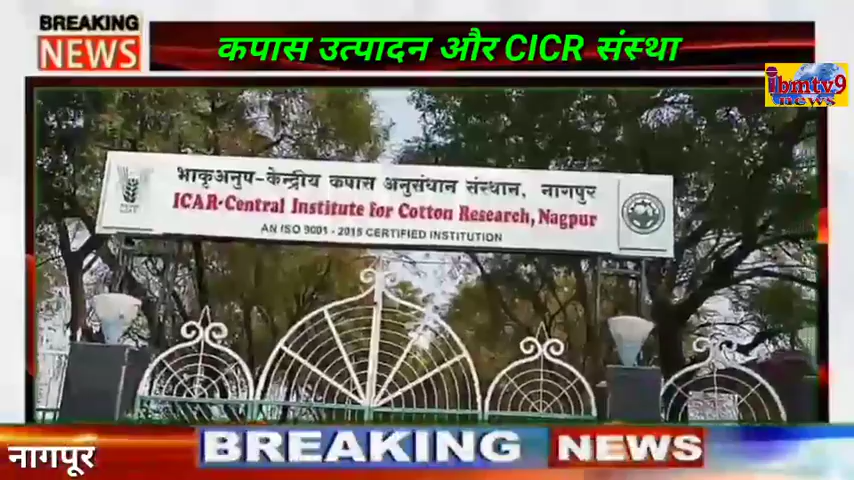 BREAKING
NEWS
कपास उत्पादन और CICR संस्था
ibmtv9
news
भाकृअनुप-केन्द्रीय कपास अनुसंधान संस्थान, नागपुर
ICAR-Central Institute for Cotton Research, Nagpur
AN ISO 9001 - 2015 CERTIFIED INSTITUTION
नागपूर
BREAKING NEWS